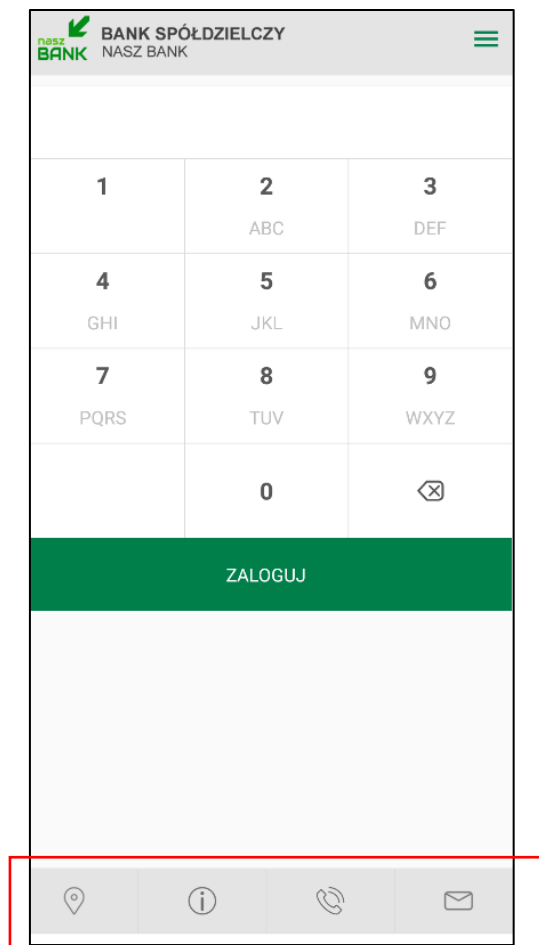 nasz BANK SPÓŁDZIELCZY
BANK NASZ BANK
1 2 3
ABC DEF
4 5 6
GHI JKL MNO
7 8 9
PQRS TUV WXYZ
0
ZALOGUJ